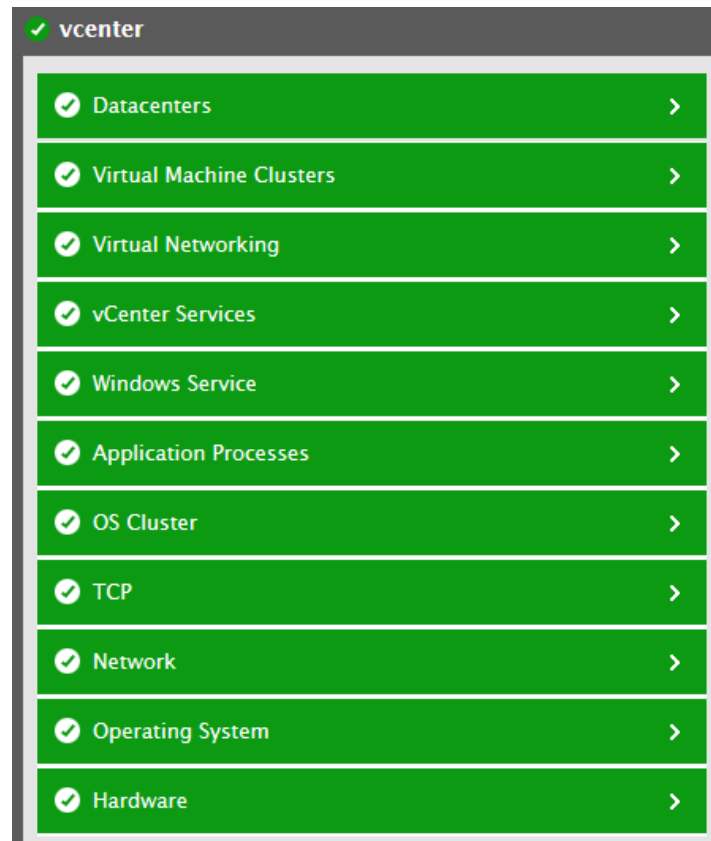 vcenter
Datacenters
Virtual Machine Clusters
Virtual Networking
vCenter Services
Windows Service
Application Processes
OS Cluster
TCP
Network
Operating System
Hardware